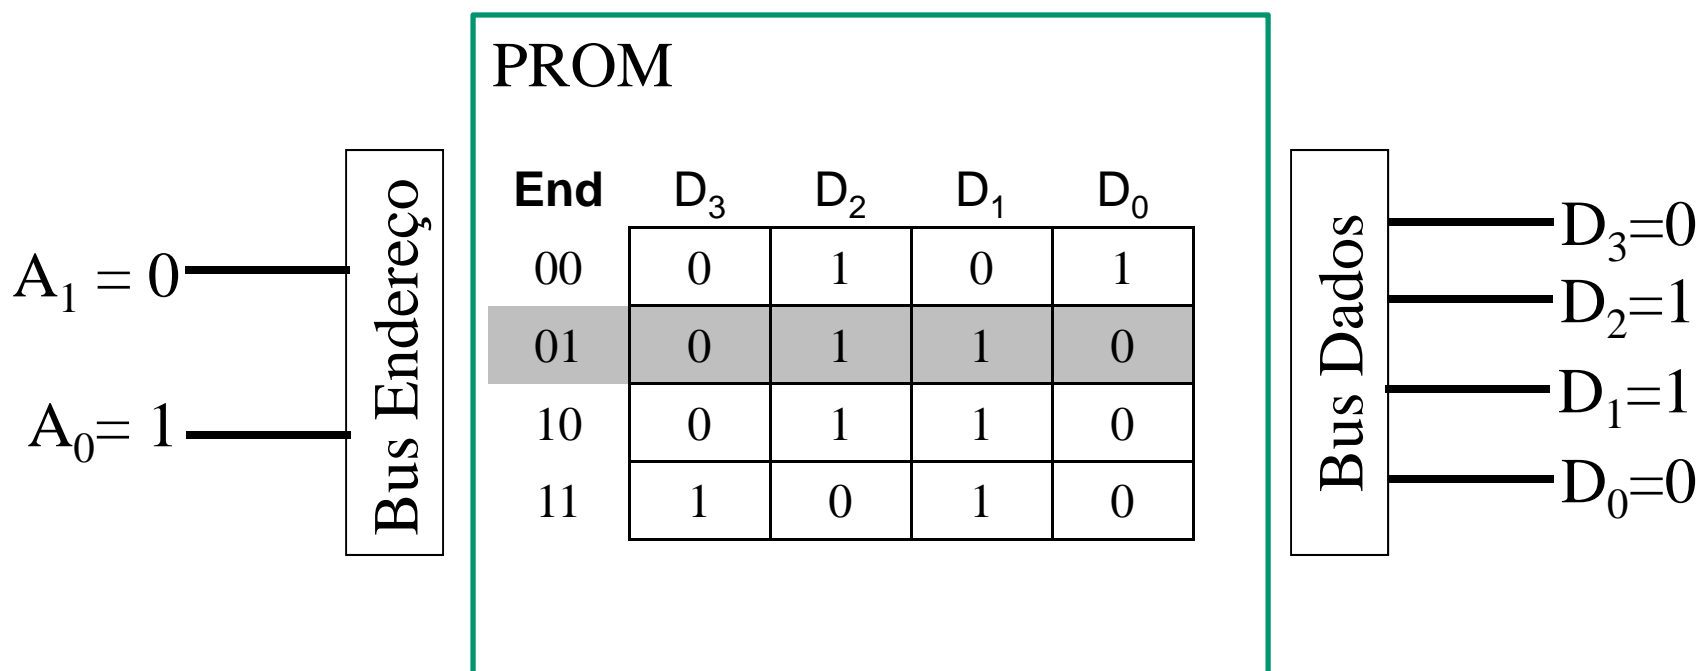 PROM
Bus Endereço
A₁ = 0
A₀= 1
End D₃ D₂ D₁ D₀
00 0 1 0 1
01 0 1 1 0
10 0 1 1 0
11 1 0 1 0
Bus Dados
D₃=0
D₂=1
D₁=1
D₀=0